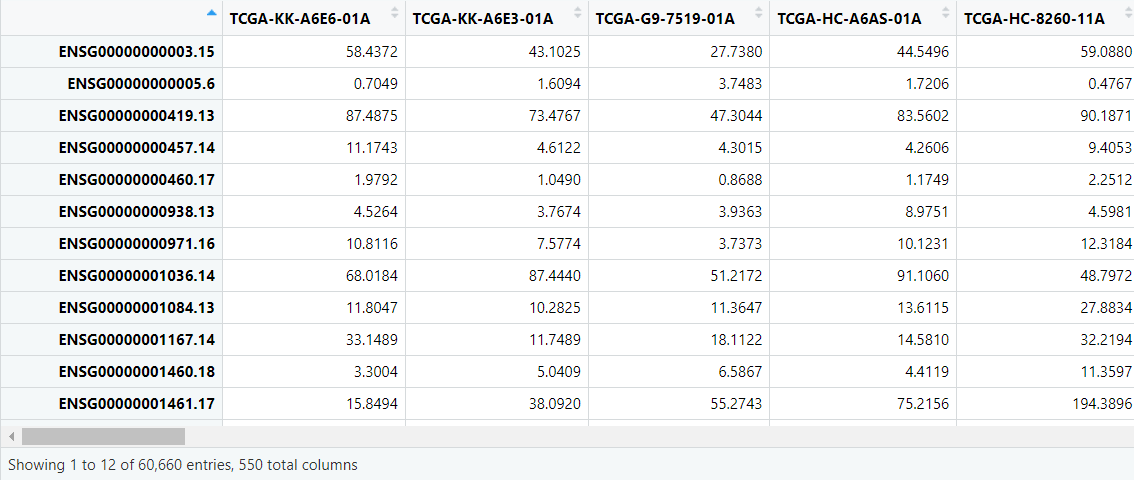 TCGA-KK-A6E6-01A TCGA-KK-A6E3-01A TCGA-G9-7519-01A TCGA-HC-A6AS-01A TCGA-HC-8260-11A
ENSG00000000003.15 58.4372 43.1025 27.7380 44.5496 59.0880
ENSG00000000005.6 0.7049 1.6094 3.7483 1.7206 0.4767
ENSG00000000419.13 87.4875 73.4767 47.3044 83.5602 90.1871
ENSG00000000457.14 11.1743 4.6122 4.3015 4.2606 9.4053
ENSG00000000460.17 1.9792 1.0490 0.8688 1.1749 2.2512
ENSG00000000938.13 4.5264 3.7674 3.9363 8.9751 4.5981
ENSG00000000971.16 10.8116 7.5774 3.7373 10.1231 12.3184
ENSG00000001036.14 68.0184 87.4440 51.2172 91.1060 48.7972
ENSG00000001084.13 11.8047 10.2825 11.3647 13.6115 27.8834
ENSG00000001167.14 33.1489 11.7489 18.1122 14.5810 32.2194
ENSG00000001460.18 3.3004 5.0409 6.5867 4.4119 11.3597
ENSG00000001461.17 15.8494 38.0920 55.2743 75.2156 194.3896
Showing 1 to 12 of 60,660 entries, 550 total columns